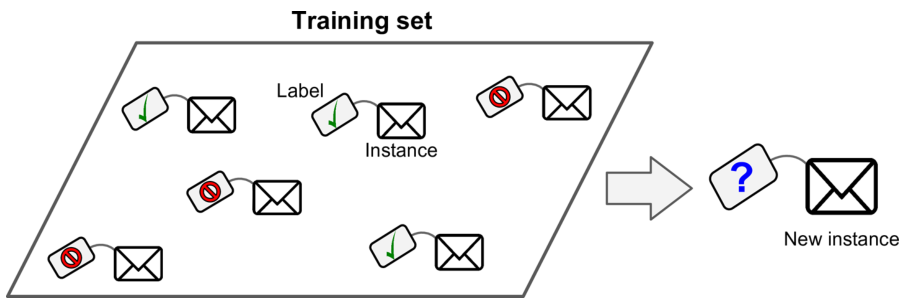 Training set
Label
Instance
?
New instance